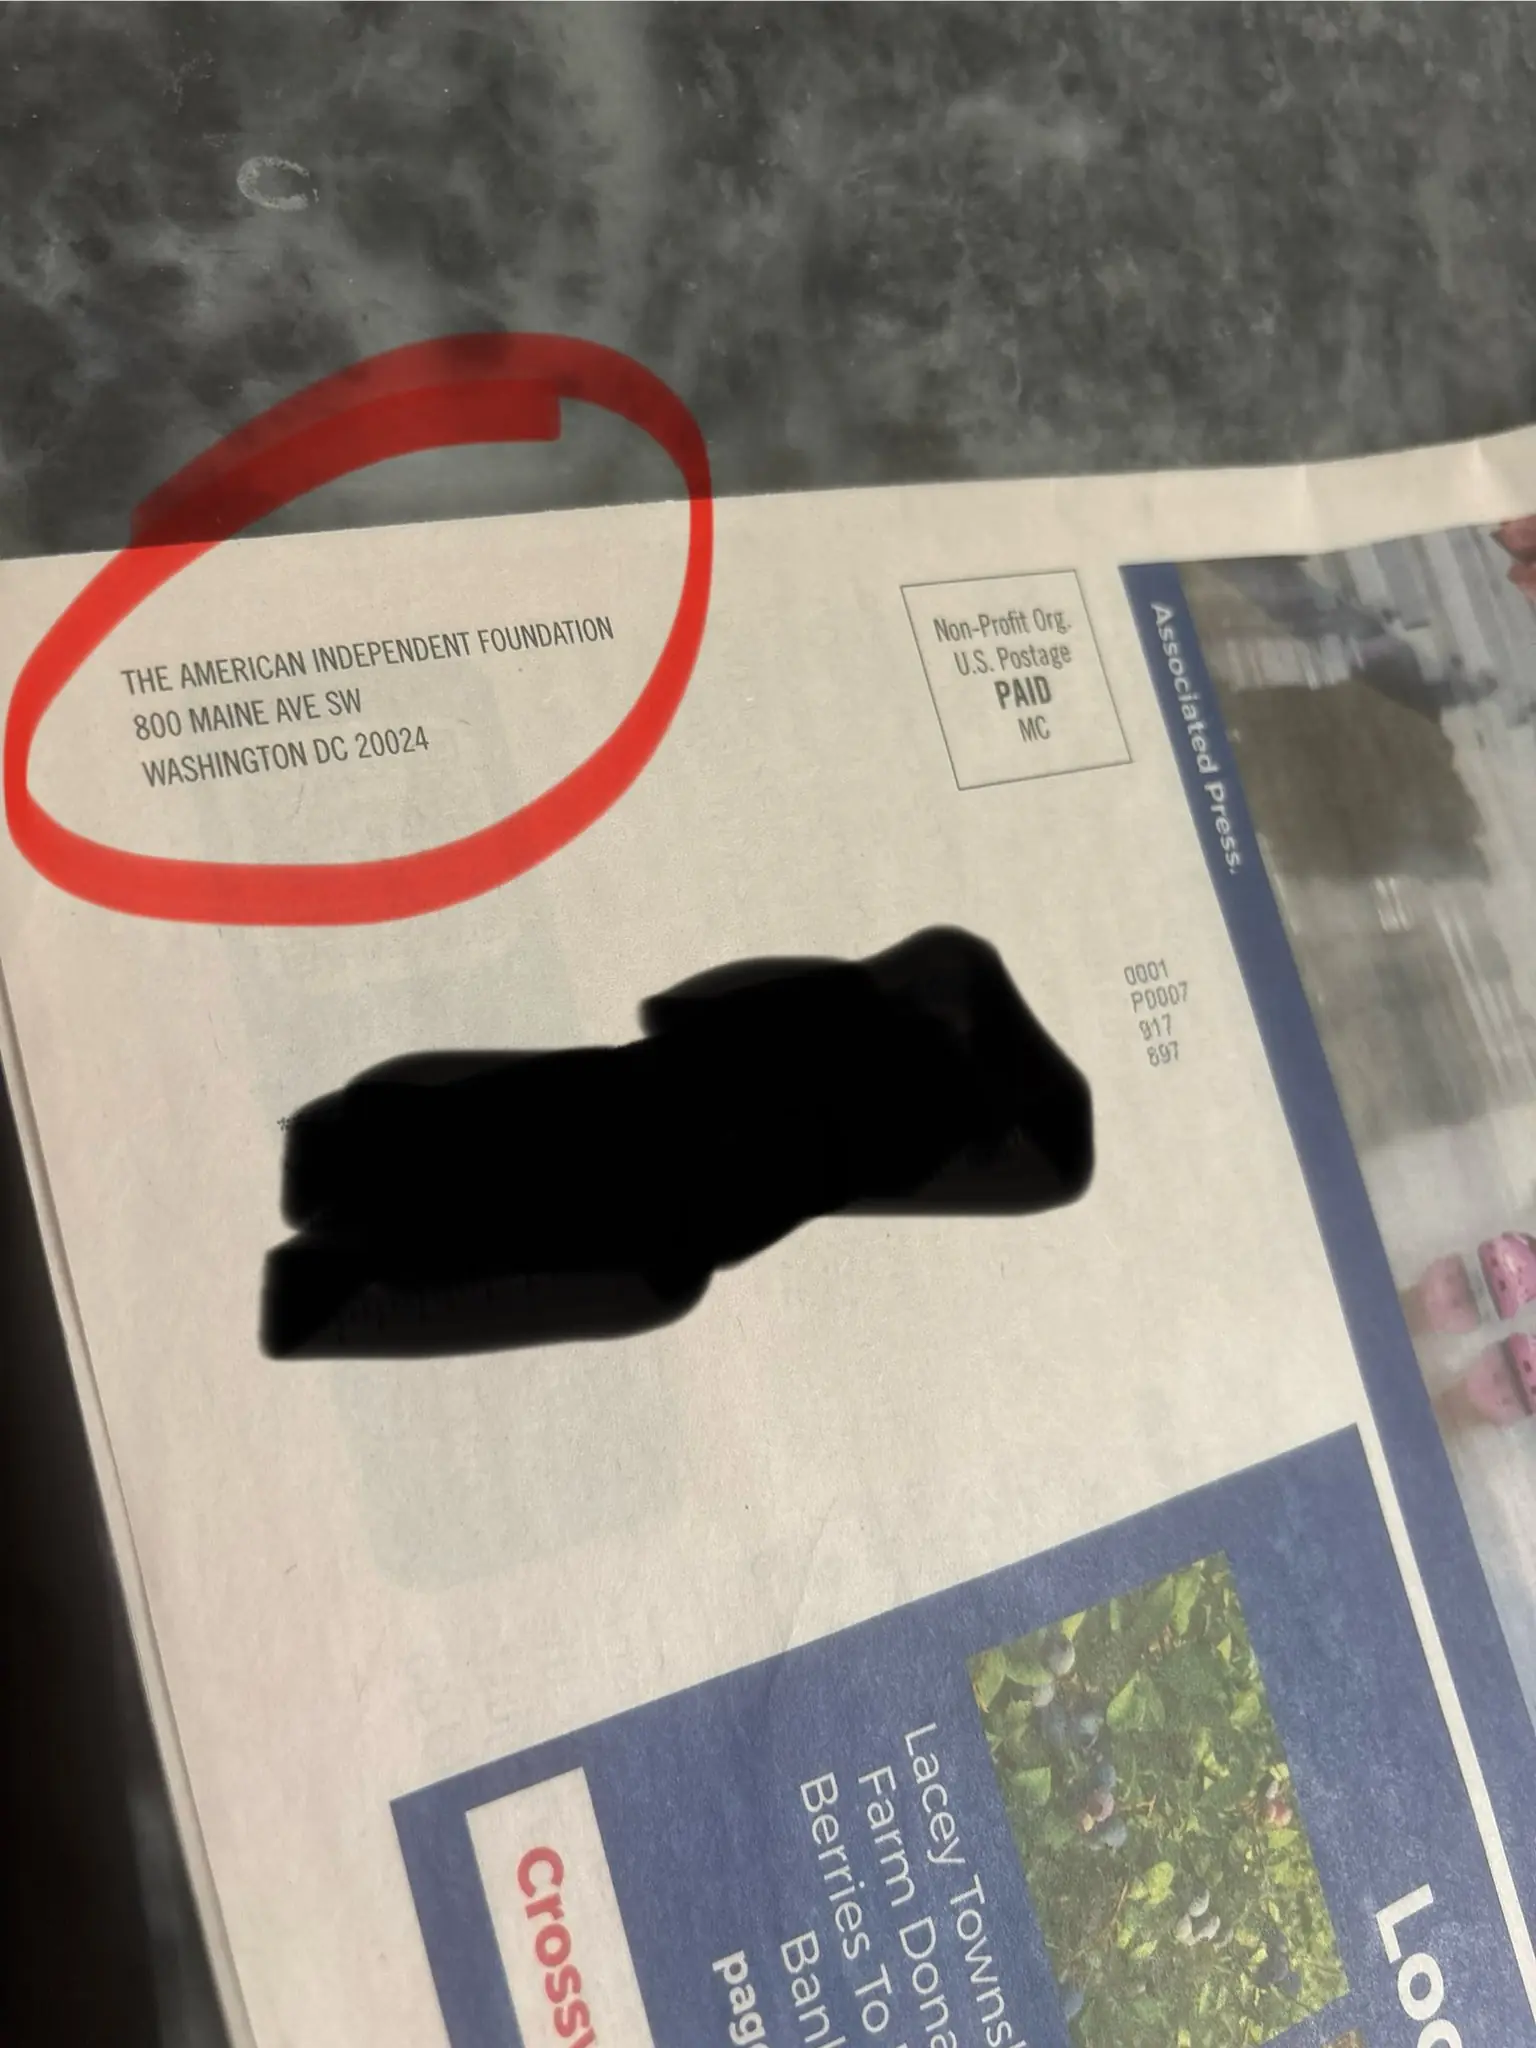 THE AMERICAN INDEPENDENT FOUNDATION
800 MAINE AVE SW
WASHINGTON DC 20024
Non-Profit Org.
U.S. Postage
PAID
MC
Associated Press.
0001
P0007
917
897
Lacey Towns
Farm Dona
Berries To
Ban
pag
Cross
Loc